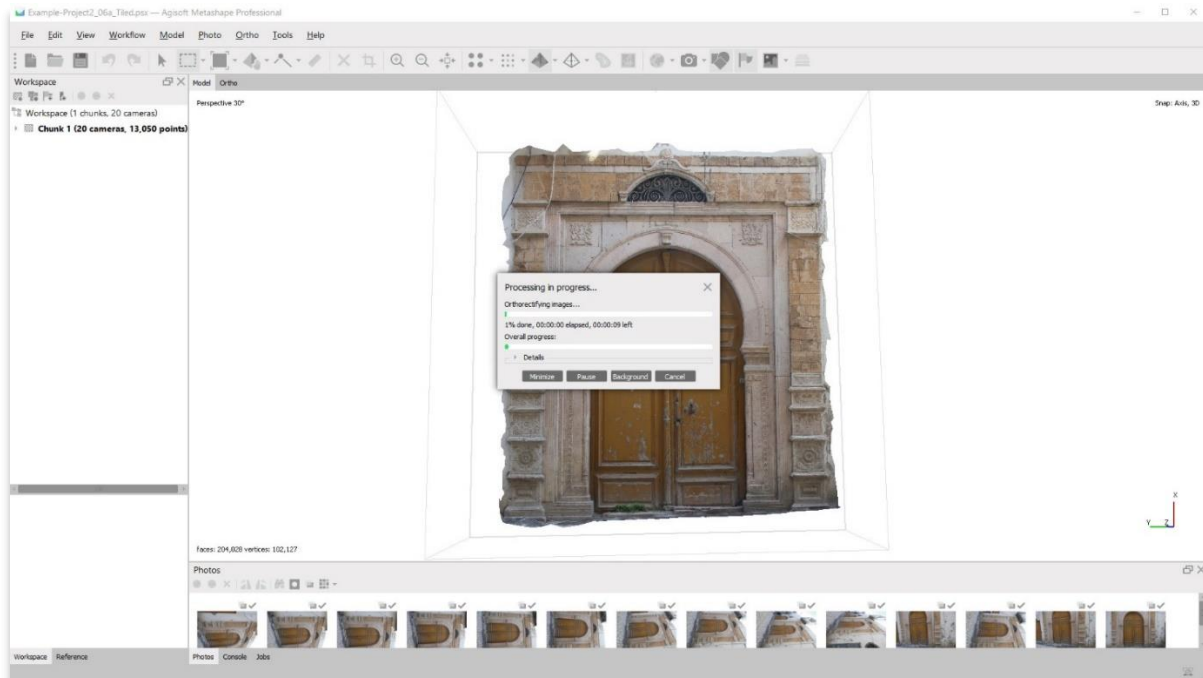 Example-Project2_06a_Tiled.psx — Agisoft Metashape Professional
File Edit View Workflow Model Photo Ortho Tools Help
Workspace
Model Ortho
Workspace (1 chunks, 20 cameras)
Chunk 1 (20 cameras, 13,050 points)
Perspective 30°
Snap: Axis, 3D
Processing in progress...
Orthorectifying images...
1% done, 00:00:00 elapsed, 00:00:09 left
Overall progress:
Details
Minimize Pause Background Cancel
X
Y Z
faces: 204,028 vertices: 102,127
Photos
Workspace Reference
Photos Console Jobs